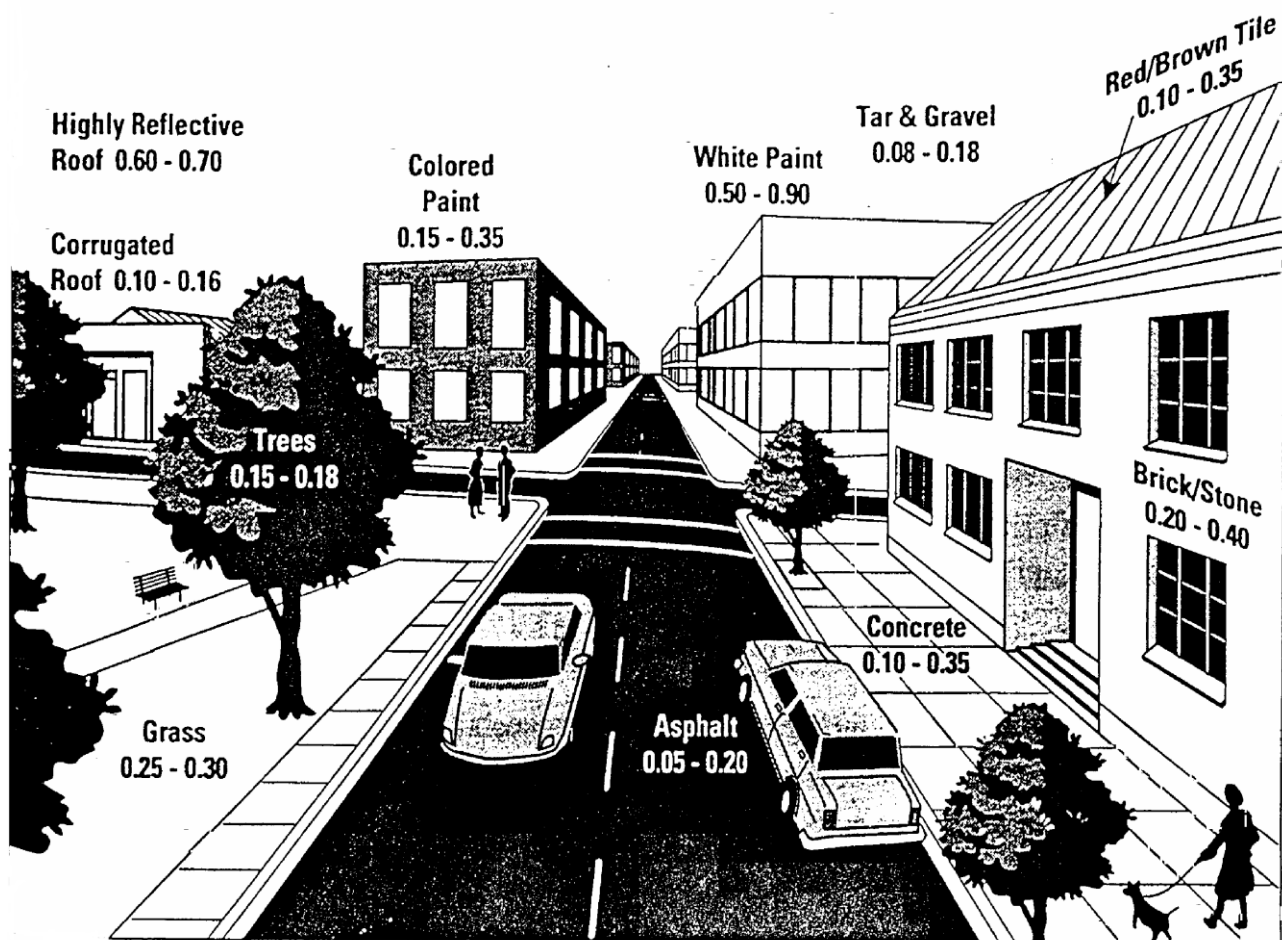 Highly Reflective
Roof 0.60 - 0.70
Corrugated
Roof 0.10 - 0.16
Colored
Paint
0.15 - 0.35
White Paint
0.50 - 0.90
Tar & Gravel
0.08 - 0.18
Red/Brown Tile
0.10 - 0.35
Trees
0.15 - 0.18
Brick/Stone
0.20 - 0.40
Concrete
0.10 - 0.35
Grass
0.25 - 0.30
Asphalt
0.05 - 0.20